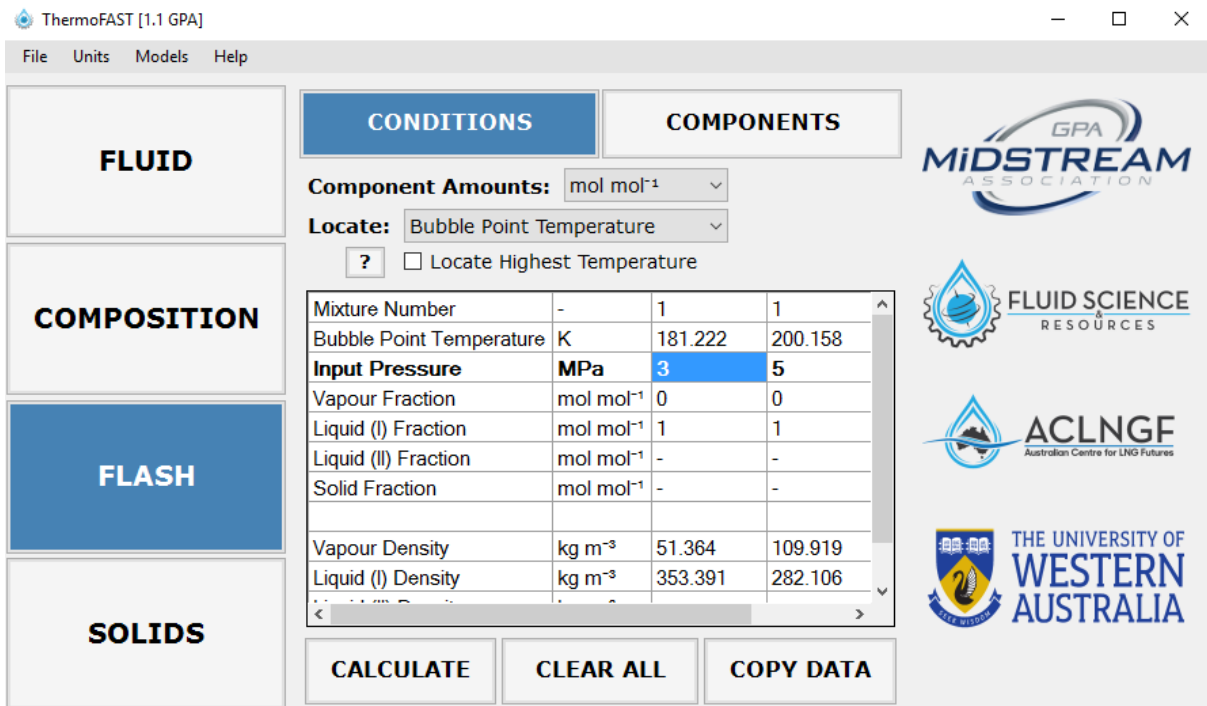 ThermoFAST [1.1 GPA]
File Units Models Help
FLUID
COMPOSITION
FLASH
SOLIDS
CONDITIONS COMPONENTS
Component Amounts: mol mol⁻¹
Locate: Bubble Point Temperature
? Locate Highest Temperature
Mixture Number - 1 1
Bubble Point Temperature K 181.222 200.158
Input Pressure MPa 3 5
Vapour Fraction mol mol⁻¹ 0 0
Liquid (I) Fraction mol mol⁻¹ 1 1
Liquid (II) Fraction mol mol⁻¹ - -
Solid Fraction mol mol⁻¹ - -
Vapour Density kg m⁻³ 51.364 109.919
Liquid (I) Density kg m⁻³ 353.391 282.106
CALCULATE CLEAR ALL COPY DATA
GPA
MiDSTREAM
ASSOCIATION
FLUID SCIENCE
&
RESOURCES
ACLNGF
Australian Centre for LNG Futures
SEEK WISDOM
THE UNIVERSITY OF
WESTERN
AUSTRALIA